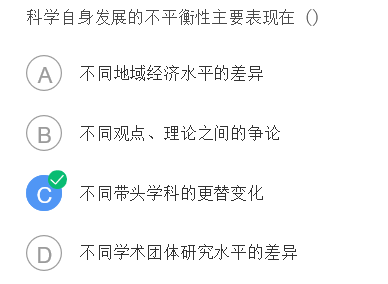 科学自身发展的不平衡性主要表现在（）
A 不同地域经济水平的差异
B 不同观点、理论之间的争论
C 不同带头学科的更替变化
D 不同学术团体研究水平的差异